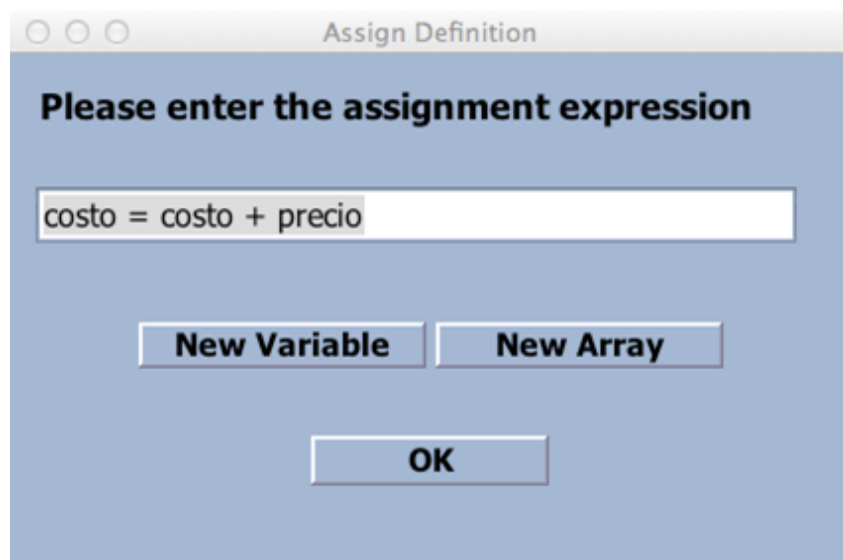 Assign Definition
Please enter the assignment expression
costo = costo + precio
New Variable New Array
OK